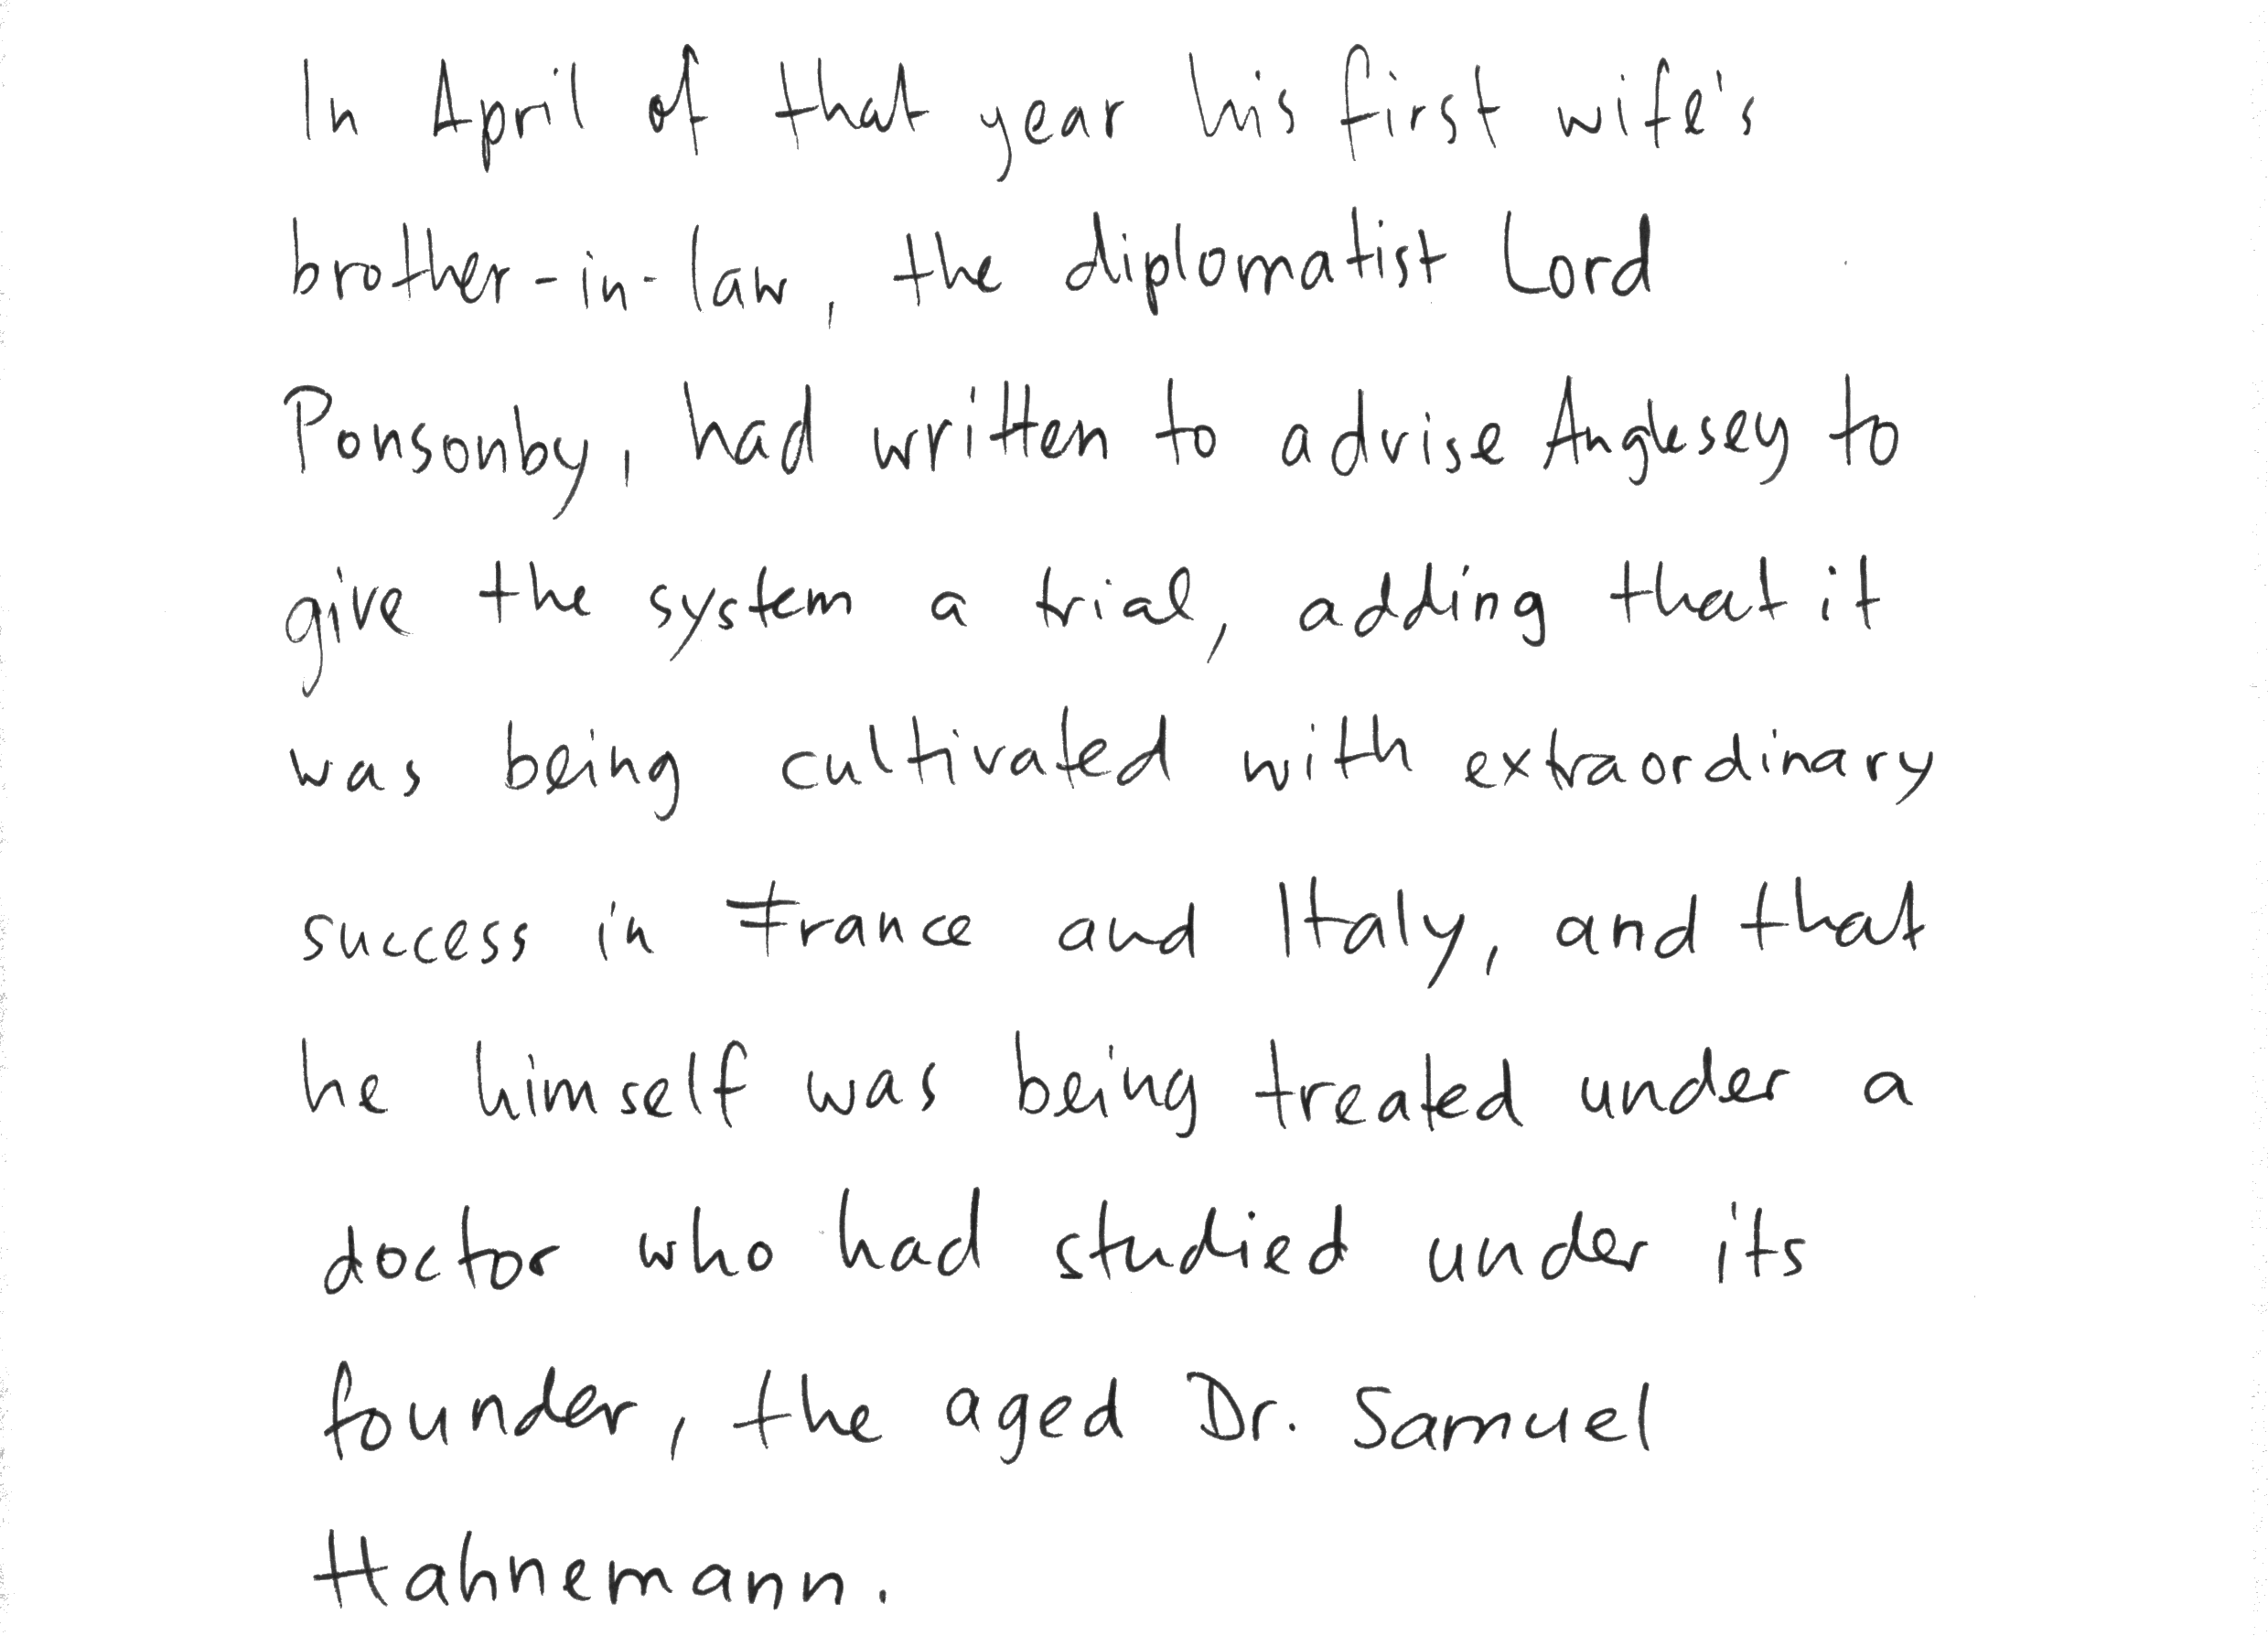 In April of that year his first wife's
brother-in-law, the diplomatist Lord
Ponsonby, had written to advise Anglesey to
give the system a trial, adding that it
was being cultivated with extraordinary
success in France and Italy, and that
he himself was being treated under a
doctor who had studied under its
founder, the aged Dr. Samuel
Hahnemann.